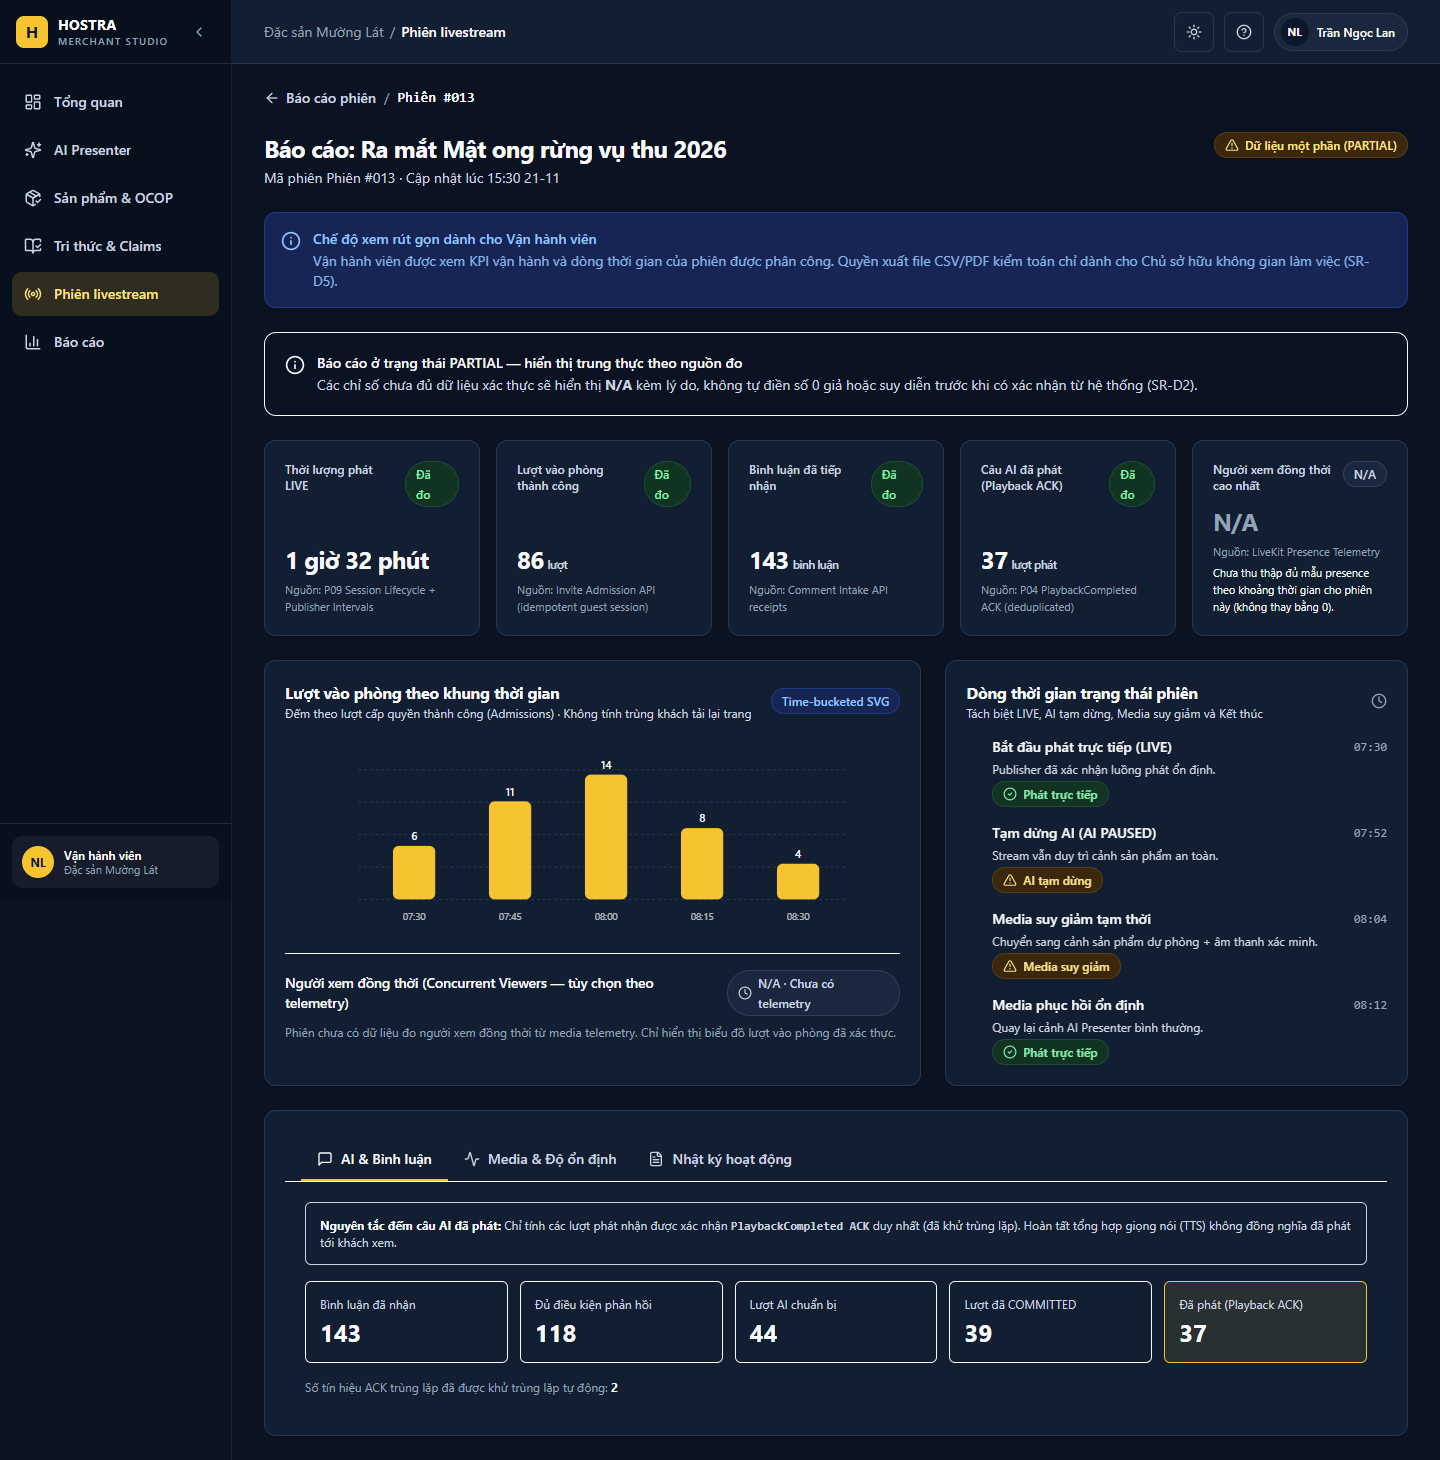 H
HOSTRA
MERCHANT STUDIO
Đặc sản Mường Lát / Phiên livestream
NL Trần Ngọc Lan
Tổng quan
AI Presenter
Sản phẩm & OCOP
Tri thức & Claims
Phiên livestream
Báo cáo
NL
Vận hành viên
Đặc sản Mường Lát
Báo cáo phiên / Phiên #013
Báo cáo: Ra mắt Mật ong rừng vụ thu 2026
Dữ liệu một phần (PARTIAL)
Mã phiên Phiên #013 · Cập nhật lúc 15:30 21-11
Chế độ xem rút gọn dành cho Vận hành viên
Vận hành viên được xem KPI vận hành và dòng thời gian của phiên được phân công. Quyền xuất file CSV/PDF kiểm toán chỉ dành cho Chủ sở hữu không gian làm việc (SR-
D5).
Báo cáo ở trạng thái PARTIAL — hiển thị trung thực theo nguồn đo
Các chỉ số chưa đủ dữ liệu xác thực sẽ hiển thị N/A kèm lý do, không tự điền số 0 giả hoặc suy diễn trước khi có xác nhận từ hệ thống (SR-D2).
Thời lượng phát
LIVE
Đã
đo
1 giờ 32 phút
Nguồn: P09 Session Lifecycle +
Publisher Intervals
Lượt vào phòng
thành công
Đã
đo
86 lượt
Nguồn: Invite Admission API
(idempotent guest session)
Bình luận đã tiếp
nhận
Đã
đo
143 bình luận
Nguồn: Comment Intake API
receipts
Câu AI đã phát
(Playback ACK)
Đã
đo
37 lượt phát
Nguồn: P04 PlaybackCompleted
ACK (deduplicated)
Người xem đồng thời
cao nhất
N/A
N/A
Nguồn: LiveKit Presence Telemetry
Chưa thu thập đủ mẫu presence
theo khoảng thời gian cho phiên
này (không thay bằng 0).
Lượt vào phòng theo khung thời gian
Đếm theo lượt cấp quyền thành công (Admissions) · Không tính trùng khách tải lại trang
Time-bucketed SVG
6
11
14
8
4
07:30
07:45
08:00
08:15
08:30
Người xem đồng thời (Concurrent Viewers — tùy chọn theo
telemetry)
N/A · Chưa có
telemetry
Phiên chưa có dữ liệu đo người xem đồng thời từ media telemetry. Chỉ hiển thị biểu đồ lượt vào phòng đã xác thực.
Dòng thời gian trạng thái phiên
Tách biệt LIVE, AI tạm dừng, Media suy giảm và Kết thúc
Bắt đầu phát trực tiếp (LIVE) 07:30
Publisher đã xác nhận luồng phát ổn định.
Phát trực tiếp
Tạm dừng AI (AI PAUSED) 07:52
Stream vẫn duy trì cảnh sản phẩm an toàn.
AI tạm dừng
Media suy giảm tạm thời 08:04
Chuyển sang cảnh sản phẩm dự phòng + âm thanh xác minh.
Media suy giảm
Media phục hồi ổn định 08:12
Quay lại cảnh AI Presenter bình thường.
Phát trực tiếp
AI & Bình luận
Media & Độ ổn định
Nhật ký hoạt động
Nguyên tắc đếm câu AI đã phát: Chỉ tính các lượt phát nhận được xác nhận PlaybackCompleted ACK duy nhất (đã khử trùng lặp). Hoàn tất tổng hợp giọng nói (TTS) không đồng nghĩa đã phát
tới khách xem.
Bình luận đã nhận
143
Đủ điều kiện phản hồi
118
Lượt AI chuẩn bị
44
Lượt đã COMMITTED
39
Đã phát (Playback ACK)
37
Số tín hiệu ACK trùng lặp đã được khử trùng lặp tự động: 2